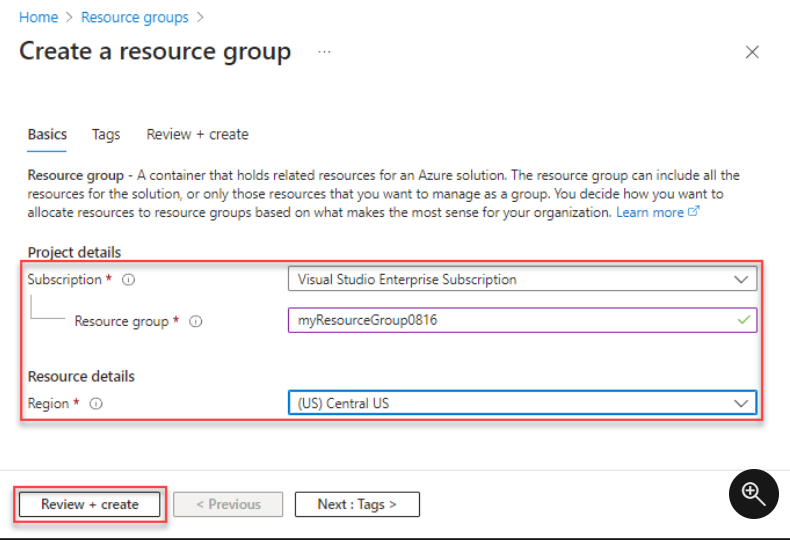 Home > Resource groups >
Create a resource group ...
Basics Tags Review + create
Resource group - A container that holds related resources for an Azure solution. The resource group can include all the
resources for the solution, or only those resources that you want to manage as a group. You decide how you want to
allocate resources to resource groups based on what makes the most sense for your organization. Learn more
Project details
Subscription * Visual Studio Enterprise Subscription
Resource group * myResourceGroup0816
Resource details
Region * (US) Central US
Review + create < Previous Next : Tags >